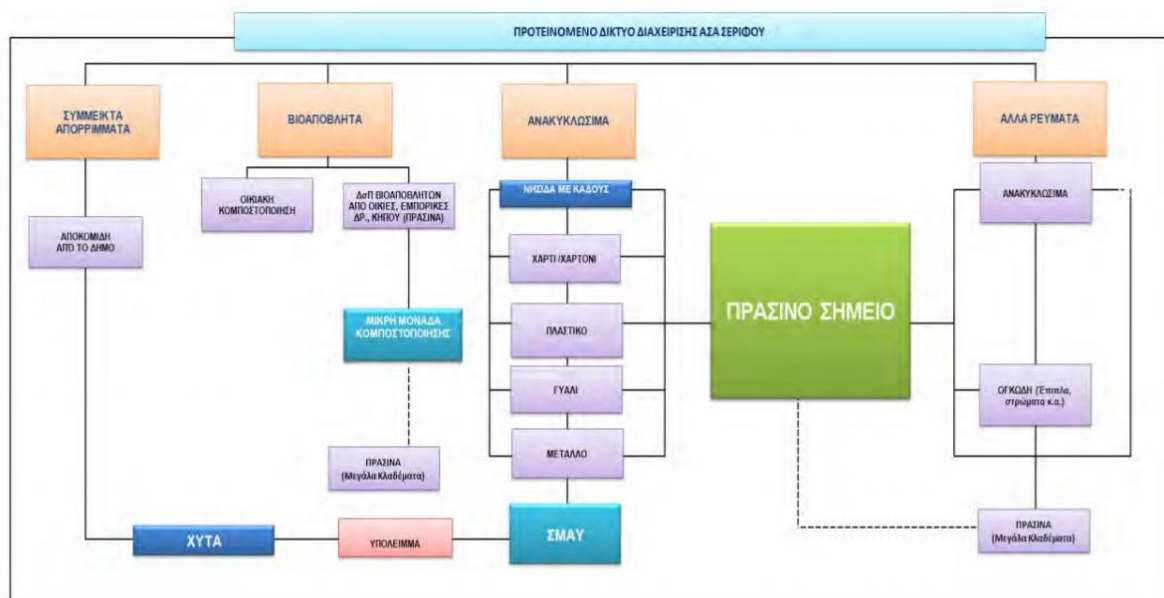 ΠΡΟΤΕΙΝΟΜΕΝΟ ΔΙΚΤΥΟ ΔΙΑΧΕΙΡΙΣΗΣ ΑΣΑ ΣΕΡΙΦΟΥ
ΣΥΜΜΕΙΚΤΑ
ΑΠΟΡΡΙΜΜΑΤΑ
ΑΠΟΚΟΜΙΔΗ
ΑΠΌ ΤΟ ΔΗΜΟ
ΒΙΟΑΠΟΒΛΗΤΑ
ΟΙΚΙΑΚΗ
ΚΟΜΠΟΣΤΟΠΟΙΗΣΗ
ΔσΠ ΒΙΟΑΠΟΒΛΗΤΩΝ
ΑΠΟ ΟΙΚΙΕΣ, ΕΜΠΟΡΙΚΕΣ
ΔΡ., ΚΗΠΟΥ (ΠΡΑΣΙΝΑ)
ΜΙΚΡΗ ΜΟΝΑΔΑ
ΚΟΜΠΟΣΤΟΠΟΙΗΣΗΣ
ΠΡΑΣΙΝΑ
(Μεγάλα Κλαδέματα)
ΑΝΑΚΥΚΛΩΣΙΜΑ
ΝΗΣΙΔΑ ΜΕ ΚΑΔΟΥΣ
ΧΑΡΤΙ /ΧΑΡΤΟΝΙ
ΠΛΑΣΤΙΚΟ
ΓΥΑΛΙ
ΜΕΤΑΛΛΟ
ΣΜΑΥ
ΥΠΟΛΕΙΜΜΑ
ΧΥΤΑ
ΠΡΑΣΙΝΟ ΣΗΜΕΙΟ
ΑΛΛΑ ΡΕΥΜΑΤΑ
ΑΝΑΚΥΚΛΩΣΙΜΑ
ΟΓΚΩΔΗ (Έπιπλα,
στρώματα κ.α.)
ΠΡΑΣΙΝΑ
(Μεγάλα Κλαδέματα)